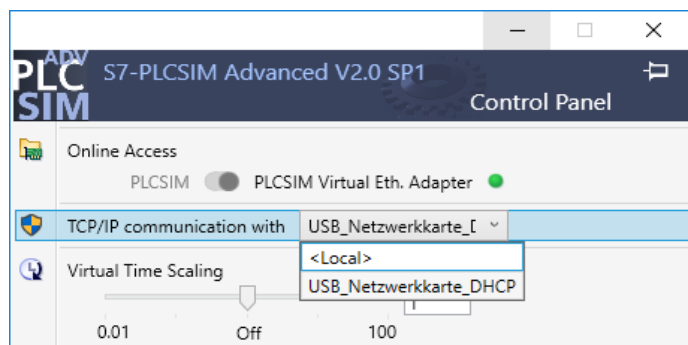 ADV
PLC
SIM
S7-PLCSIM Advanced V2.0 SP1
Control Panel
Online Access
PLCSIM PLCSIM Virtual Eth. Adapter
TCP/IP communication with USB_Netzwerkkarte_D
<Local>
USB_Netzwerkkarte_DHCP
Virtual Time Scaling
0.01 Off 100